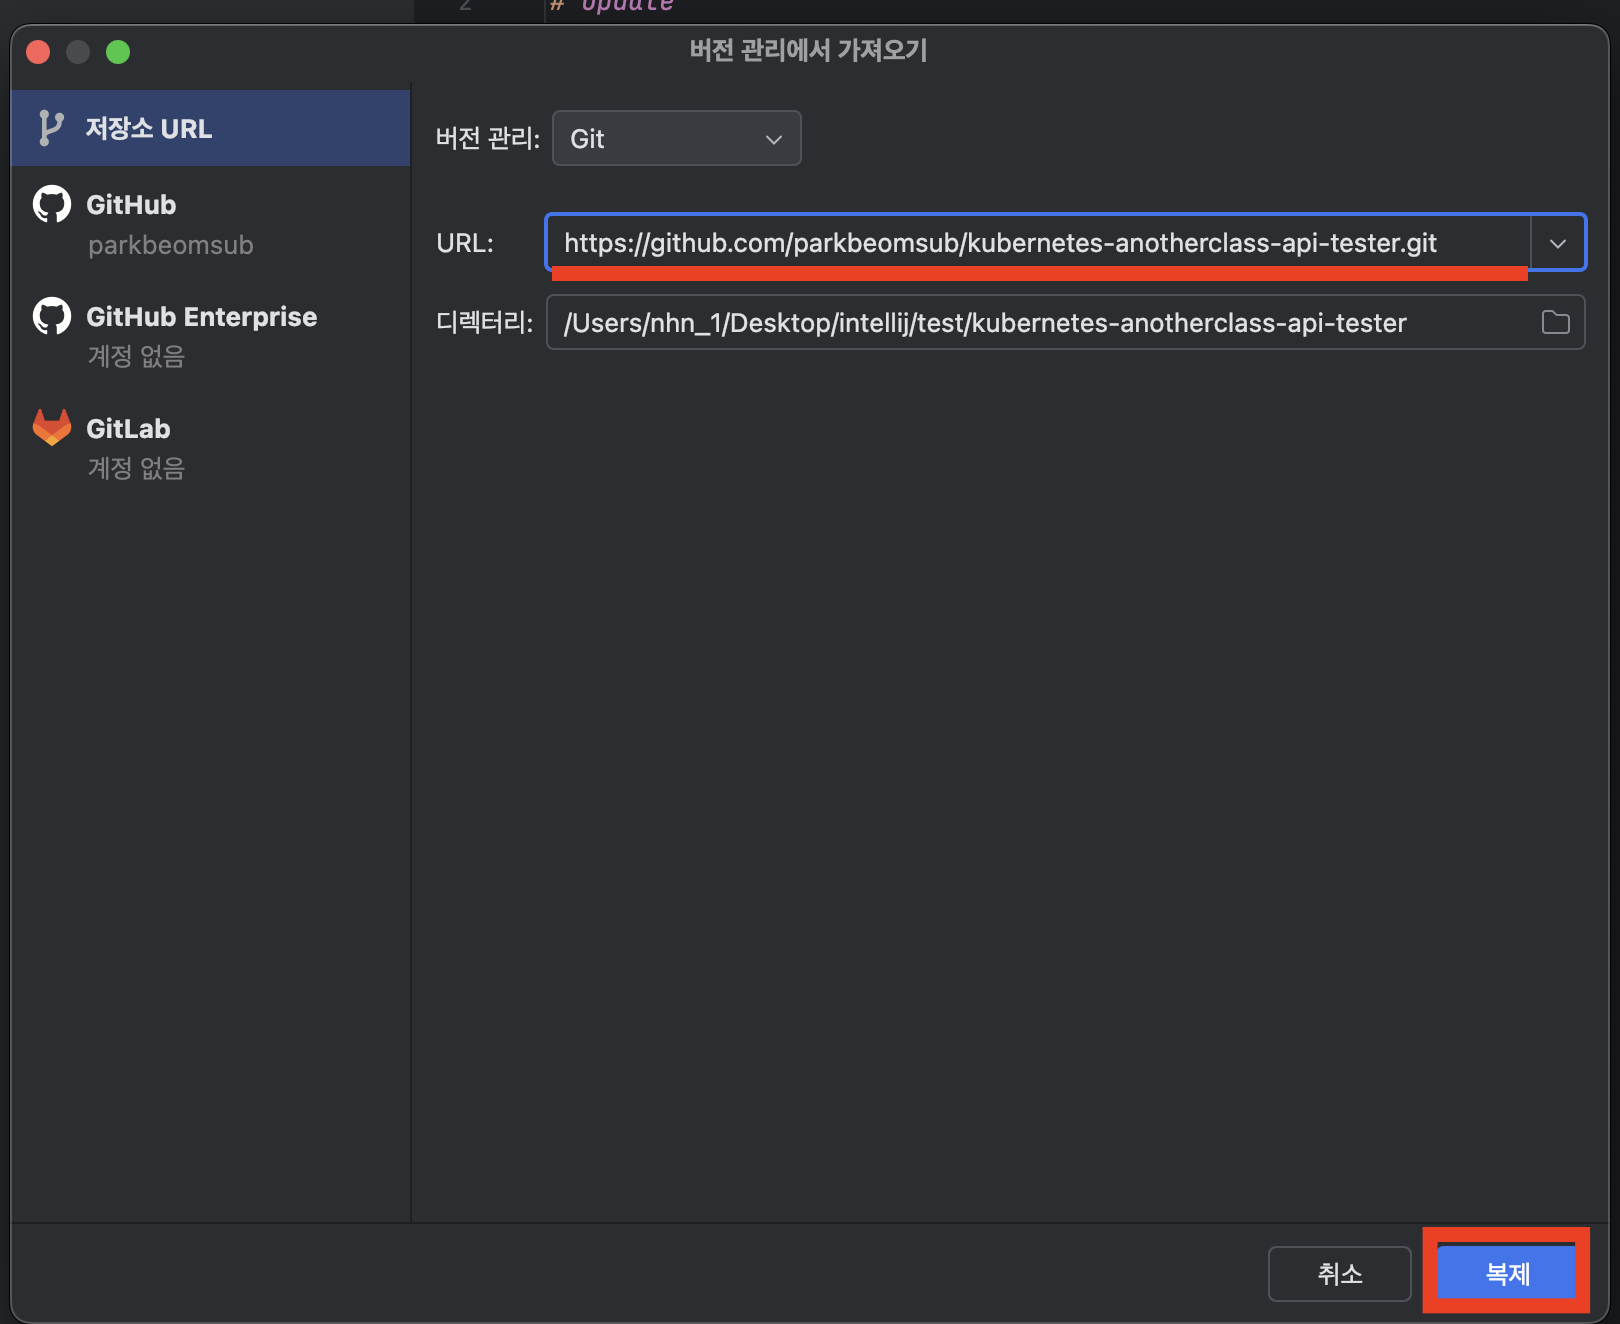 2 # Update
버전 관리에서 가져오기
저장소 URL
GitHub
parkbeomsub
GitHub Enterprise
계정 없음
GitLab
계정 없음
버전 관리: Git
URL: https://github.com/parkbeomsub/kubernetes-anotherclass-api-tester.git
디렉터리: /Users/nhn_1/Desktop/intellij/test/kubernetes-anotherclass-api-tester
취소
복제